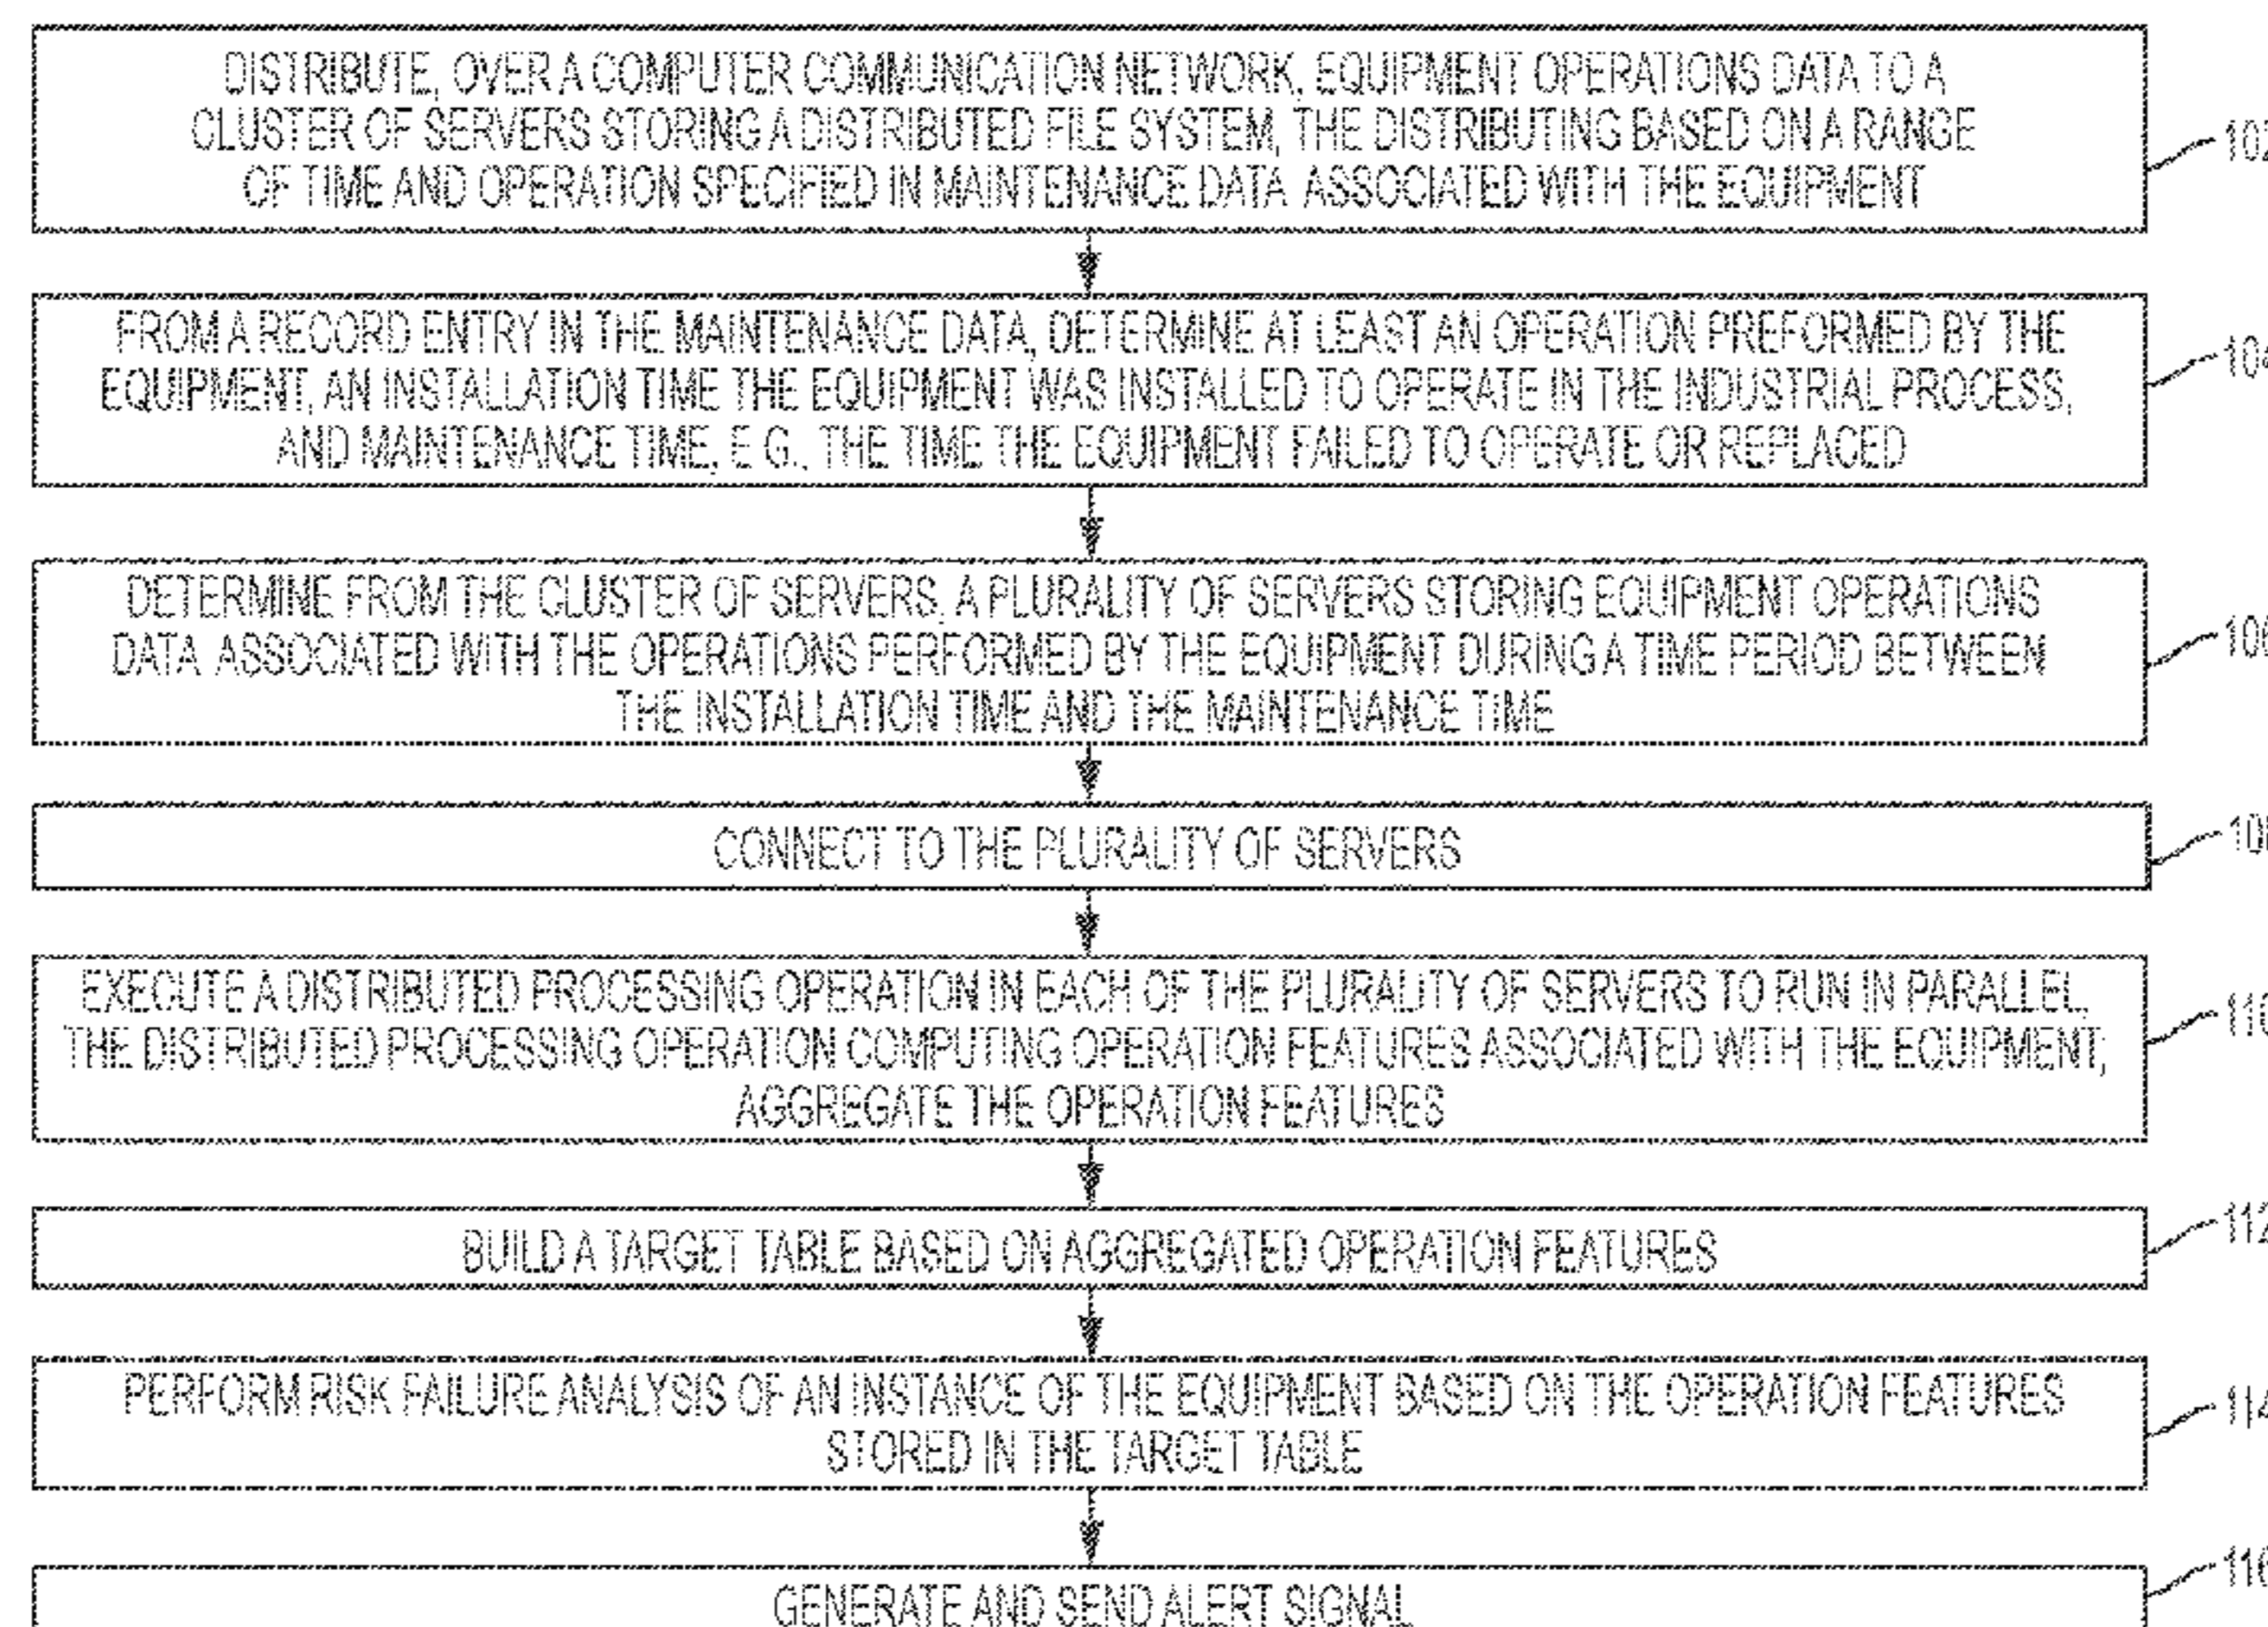 DISTRIBUTE, OVER A COMPUTER COMMUNICATION NETWORK, EQUIPMENT OPERATIONS DATA TO A
CLUSTER OF SERVERS STORING A DISTRIBUTED FILE SYSTEM, THE DISTRIBUTING BASED ON A RANGE
OF TIME AND OPERATION SPECIFIED IN MAINTENANCE DATA ASSOCIATED WITH THE EQUIPMENT
FROM A RECORD ENTRY IN THE MAINTENANCE DATA, DETERMINE AT LEAST AN OPERATION PREFORMED BY THE
EQUIPMENT, AN INSTALLATION TIME THE EQUIPMENT WAS INSTALLED TO OPERATE IN THE INDUSTRIAL PROCESS,
AND MAINTENANCE TIME, E.G., THE TIME THE EQUIPMENT FAILED TO OPERATE OR REPLACED
DETERMINE FROM THE CLUSTER OF SERVERS, A PLURALITY OF SERVERS STORING EQUIPMENT OPERATIONS
DATA ASSOCIATED WITH THE OPERATIONS PERFORMED BY THE EQUIPMENT DURING A TIME PERIOD BETWEEN
THE INSTALLATION TIME AND THE MAINTENANCE TIME
CONNECT TO THE PLURALITY OF SERVERS
EXECUTE A DISTRIBUTED PROCESSING OPERATION IN EACH OF THE PLURALITY OF SERVERS TO RUN IN PARALLEL,
THE DISTRIBUTED PROCESSING OPERATION COMPUTING OPERATION FEATURES ASSOCIATED WITH THE EQUIPMENT;
AGGREGATE THE OPERATION FEATURES
BUILD A TARGET TABLE BASED ON AGGREGATED OPERATION FEATURES
112
PERFORM RISK FAILURE ANALYSIS OF AN INSTANCE OF THE EQUIPMENT BASED ON THE OPERATION FEATURES
STORED IN THE TARGET TABLE
114
GENERATE AND SEND ALERT SIGNAL